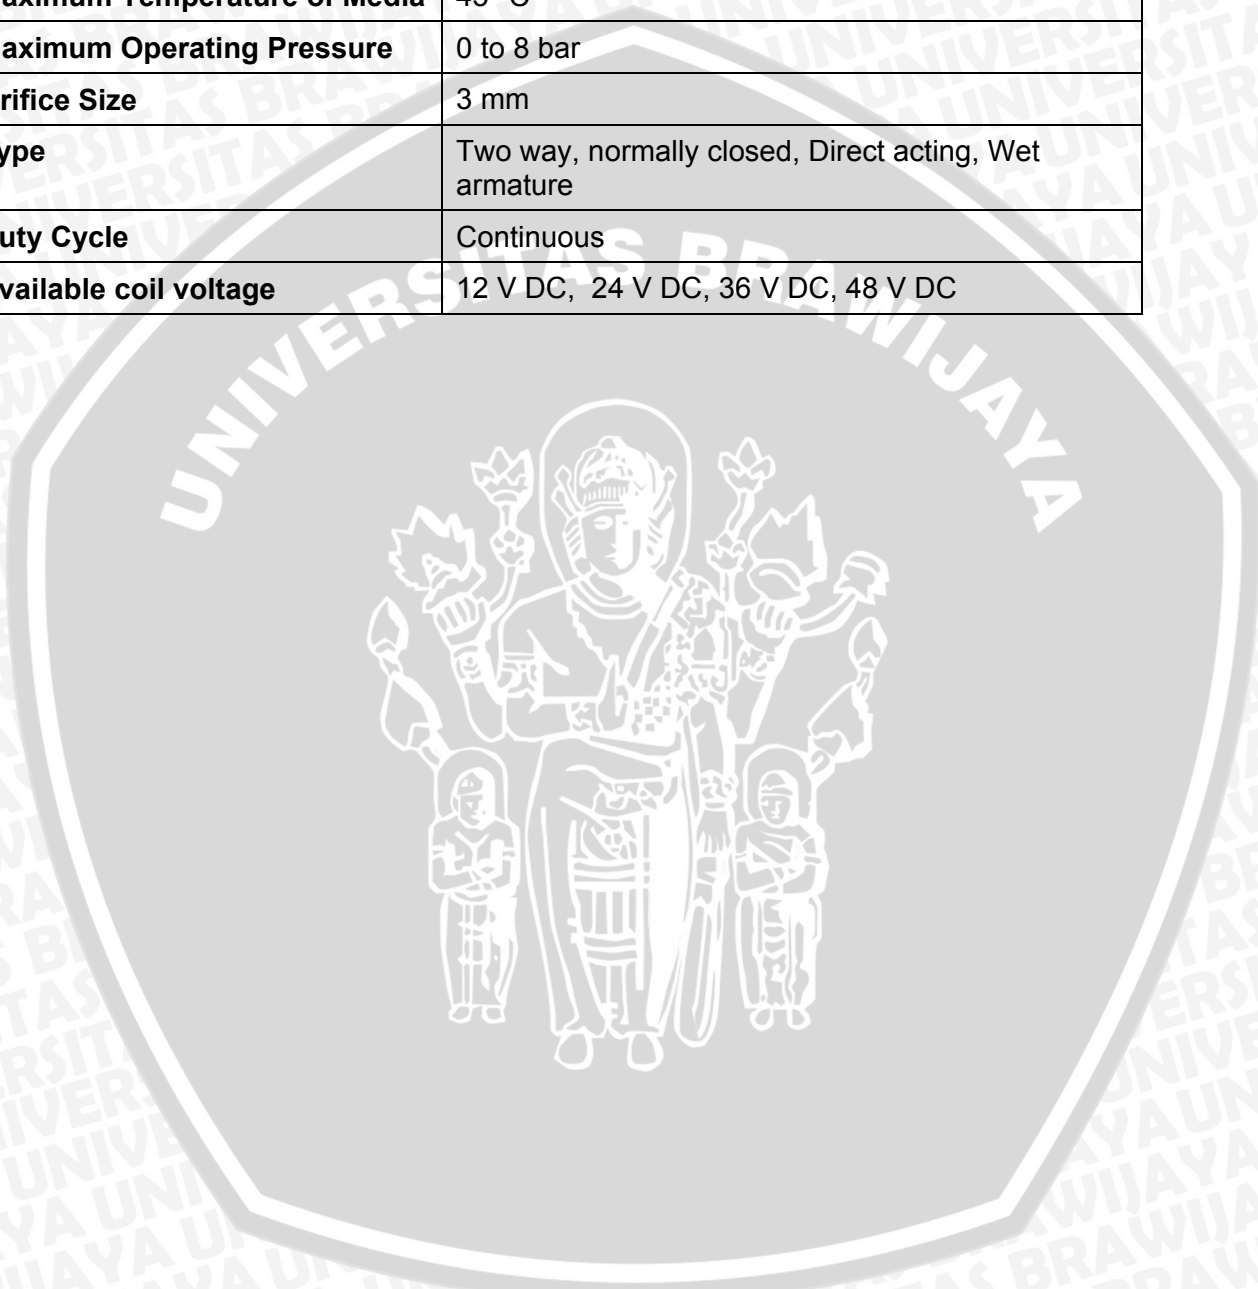 aximum Temperature of Media 45 °C
aximum Operating Pressure 0 to 8 bar
rifice Size 3 mm
ype Two way, normally closed, Direct acting, Wet
armature
uty Cycle Continuous
vailable coil voltage 12 V DC, 24 V DC, 36 V DC, 48 V DC
UNIVERSITAS BRAWIJAYA